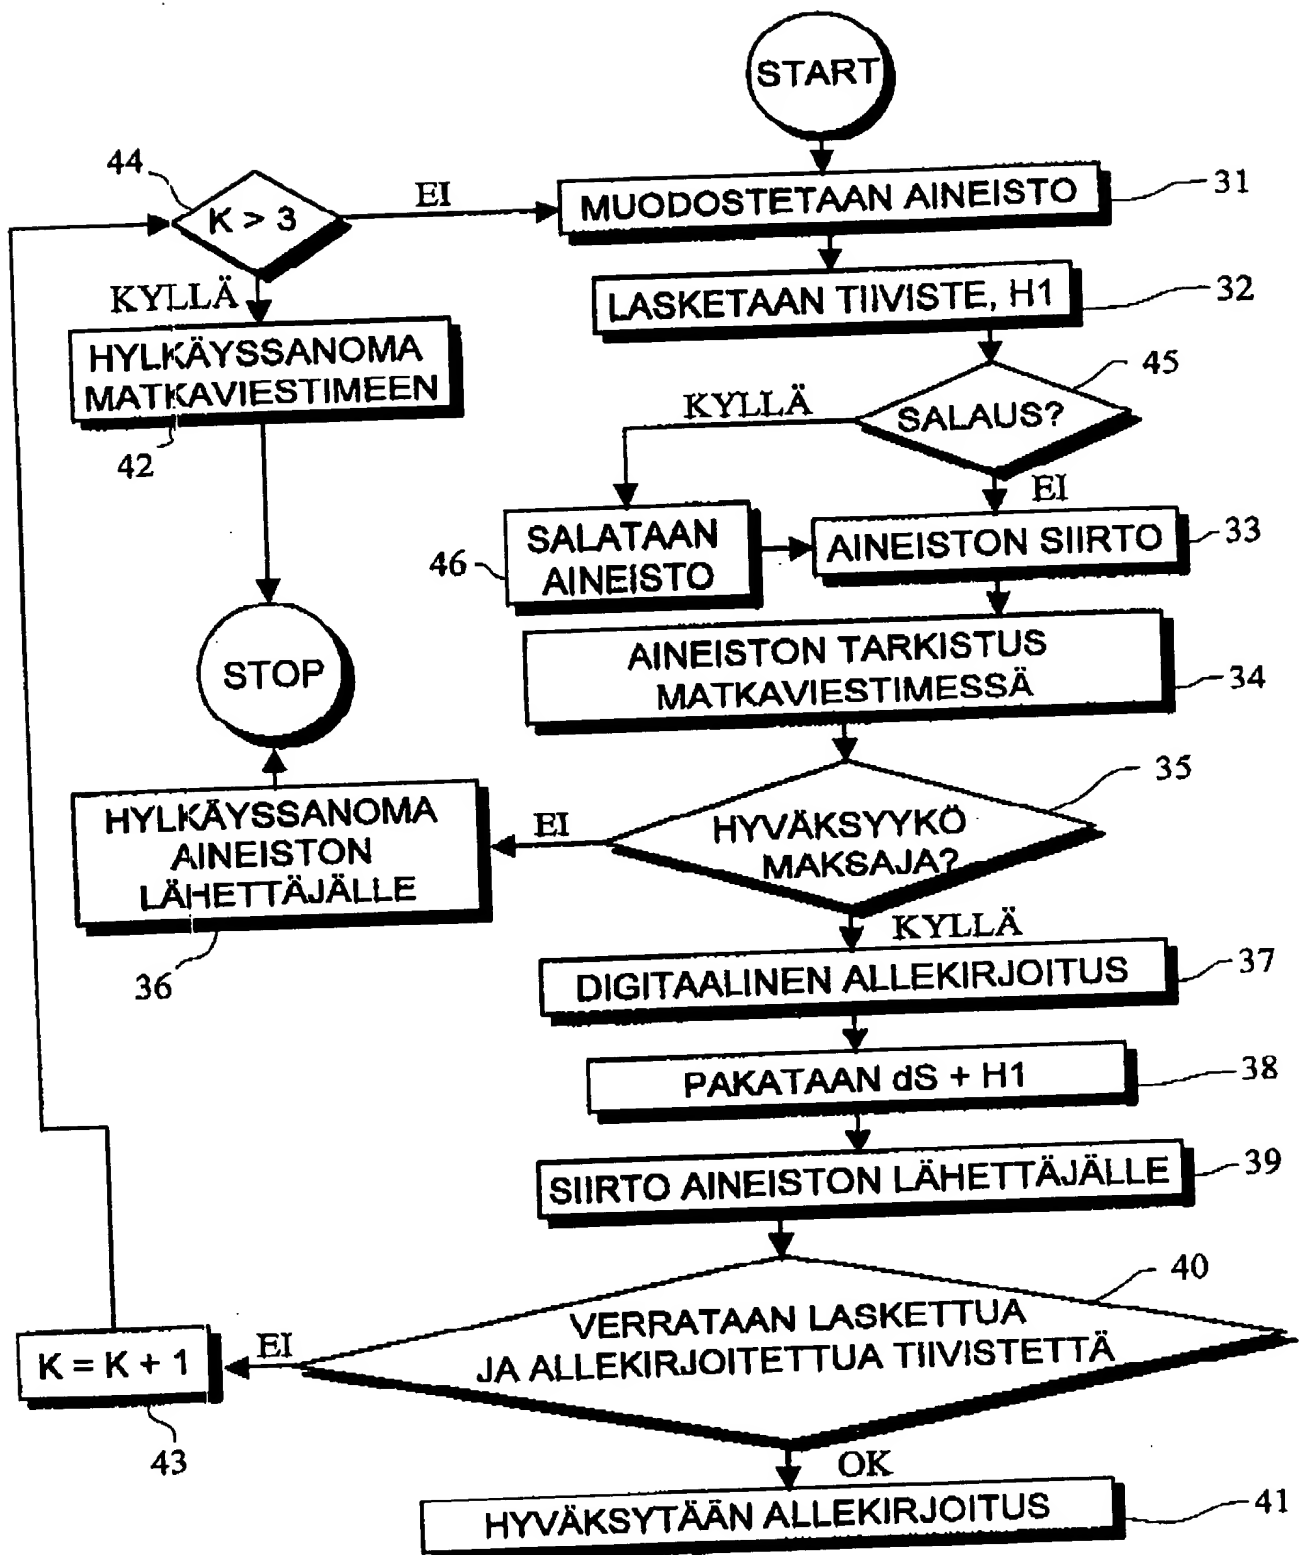 START
44
K > 3
EI
MUODOSTETAAN AINEISTO
31
KYLLÄ
LASKETAAN TIIVISTE, H1
32
HYLKÄYSSANOMA
MATKAVIESTIMEEN
42
45
KYLLÄ
SALAUS?
EI
SALATAAN
AINEISTO
46
AINEISTON SIIRTO
33
STOP
AINEISTON TARKISTUS
MATKAVIESTIMESSÄ
34
35
HYVÄKSYYKÖ
MAKSAJA?
EI
HYLKÄYSSANOMA
AINEISTON
LÄHETTÄJÄLLE
36
KYLLÄ
DIGITAALINEN ALLEKIRJOITUS
37
PAKATAAN dS + H1
38
SIIRTO AINEISTON LÄHETTÄJÄLLE
39
40
VERRATAAN LASKETTUA
JA ALLEKIRJOITETTUA TIIVISTETTÄ
EI
K = K + 1
43
OK
HYVÄKSYTÄÄN ALLEKIRJOITUS
41